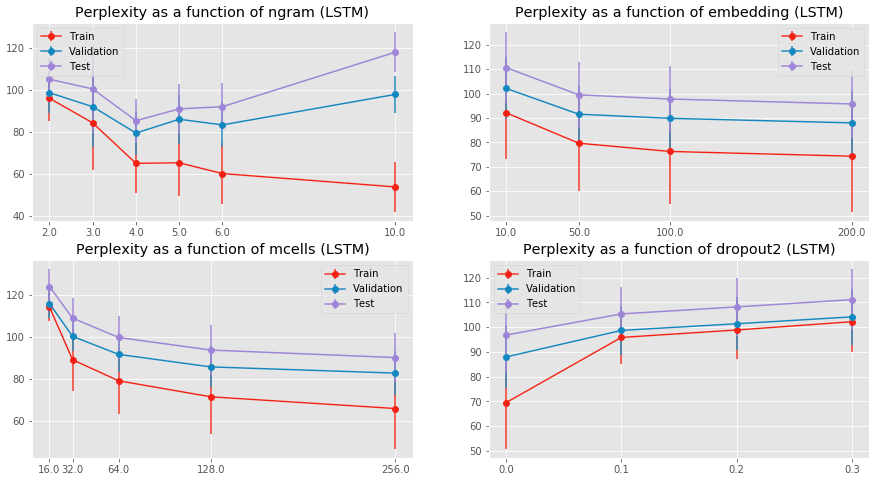 Perplexity as a function of ngram (LSTM)
120
100
80
60
40
2.0 3.0 4.0 5.0 6.0 10.0
Train
Validation
Test
Perplexity as a function of embedding (LSTM)
120
110
100
90
80
70
60
50
10.0 50.0 100.0 200.0
Train
Validation
Test
Perplexity as a function of mcells (LSTM)
120
100
80
60
16.0 32.0 64.0 128.0 256.0
Train
Validation
Test
Perplexity as a function of dropout2 (LSTM)
120
110
100
90
80
70
60
50
0.0 0.1 0.2 0.3
Train
Validation
Test